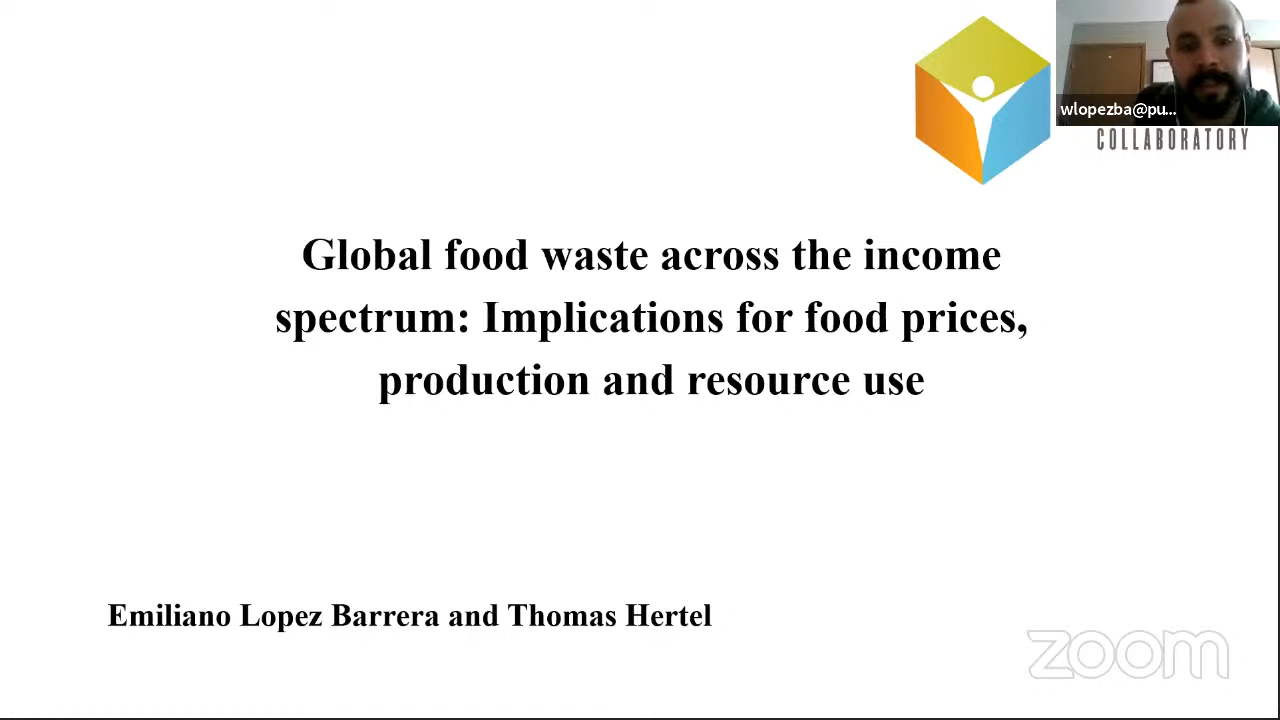 wlopezba@pu...
COLLABORATORY
Global food waste across the income
spectrum: Implications for food prices,
production and resource use
Emiliano Lopez Barrera and Thomas Hertel
zoom